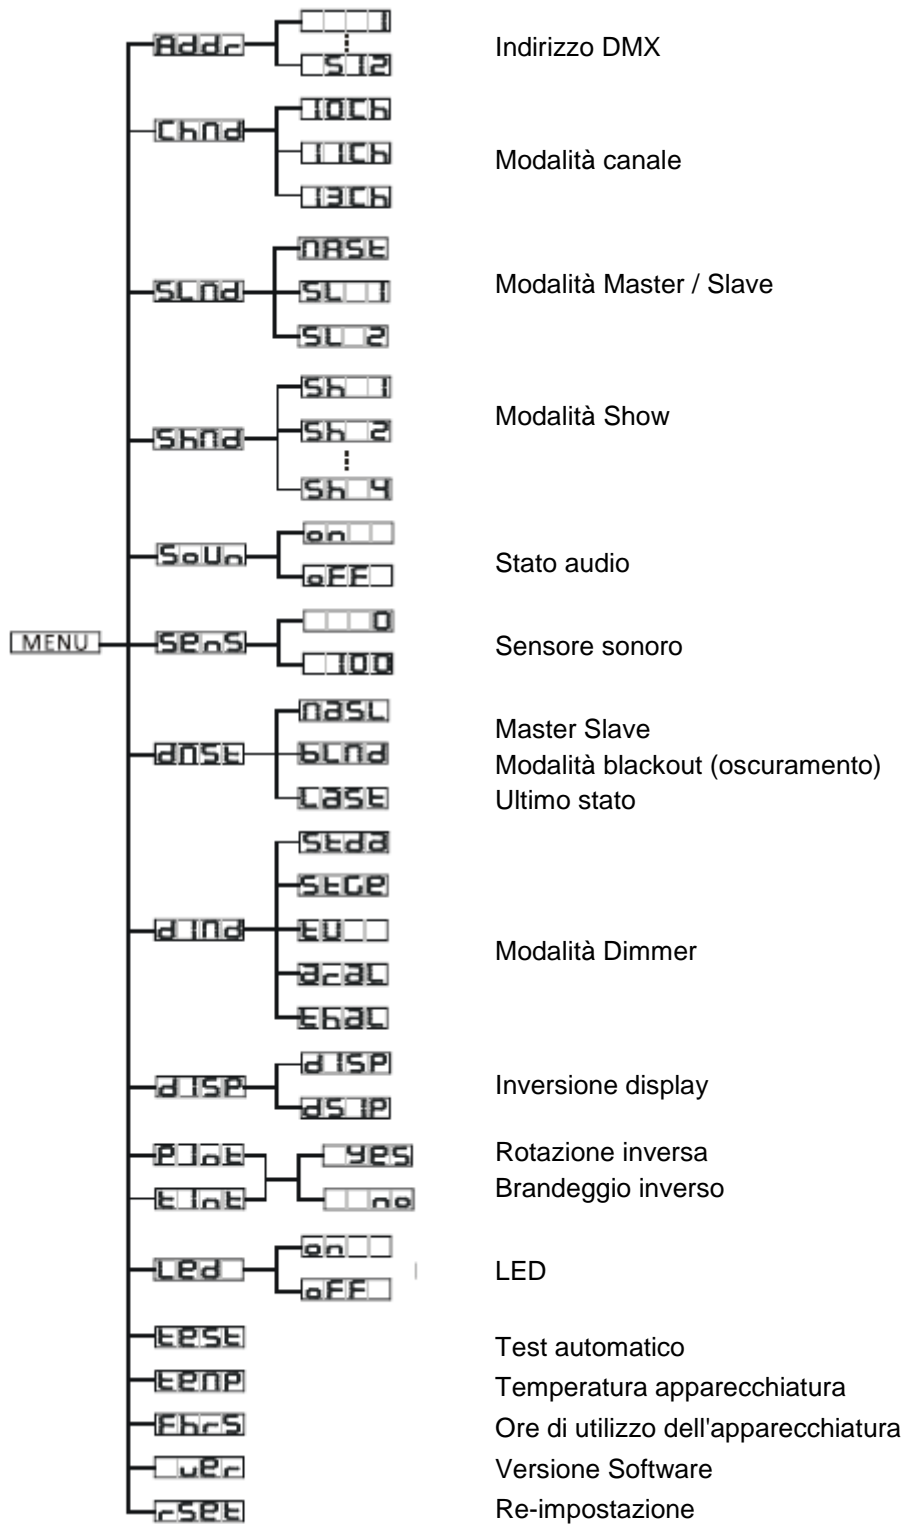 Addr
1
512
Indirizzo DMX
ChNd
10Ch
11Ch
13Ch
Modalità canale
SLNd
NASt
SL 1
SL 2
Modalità Master / Slave
ShNd
Sh 1
Sh 2
Sh 4
Modalità Show
SoUn
on
oFF
Stato audio
MENU
SenS
0
100
Sensore sonoro
dNSt
NaSL
bLNd
LaSt
Master Slave
Modalità blackout (oscuramento)
Ultimo stato
dINd
Stda
StGe
tU
araL
thaL
Modalità Dimmer
dISP
dISP
dSIP
Inversione display
PInt
yes
Rotazione inversa
tInt
no
Brandeggio inverso
Led
on
oFF
LED
test
Test automatico
tenP
Temperatura apparecchiatura
FhrS
Ore di utilizzo dell'apparecchiatura
ver
Versione Software
rSet
Re-impostazione